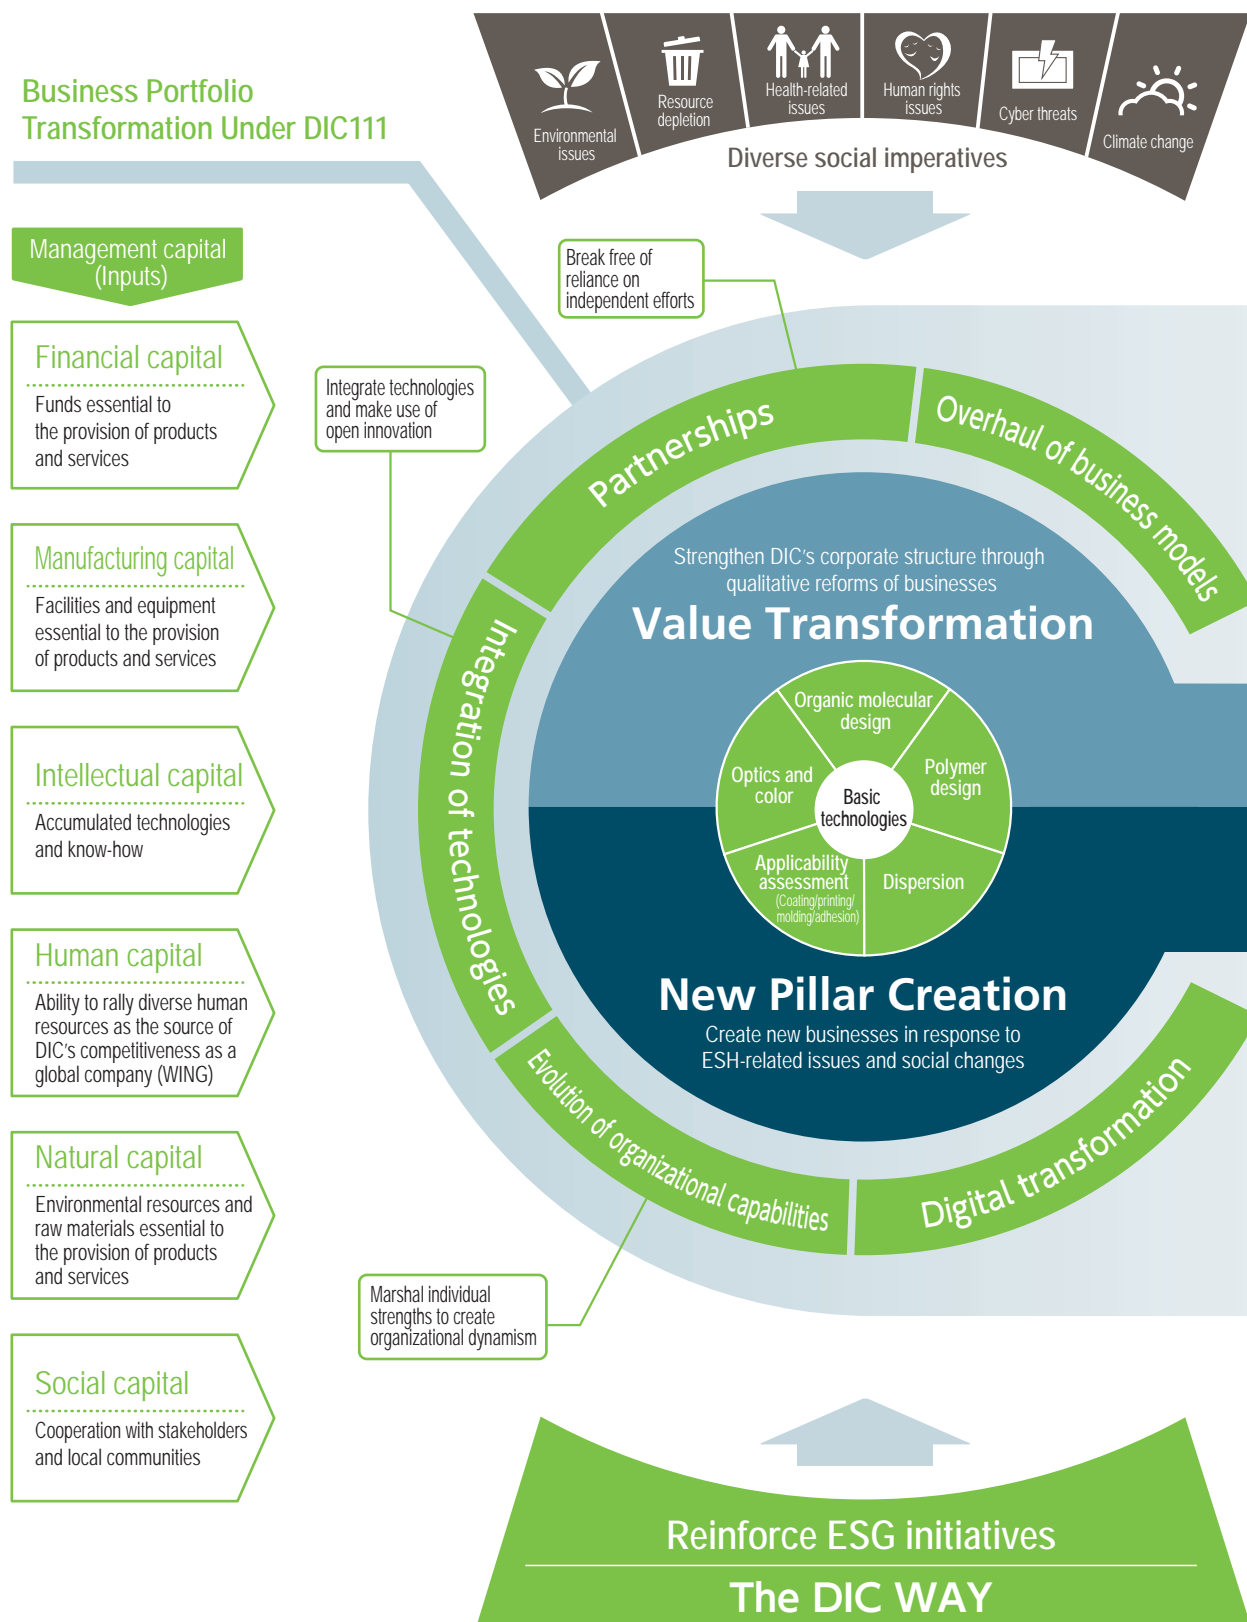 Business Portfolio
Transformation Under DIC111
Environmental
issues
Resource
depletion
Health-related
issues
Human rights
issues
Cyber threats
Climate change
Diverse social imperatives
Management capital
(Inputs)
Financial capital
Funds essential to
the provision of products
and services
Manufacturing capital
Facilities and equipment
essential to the provision
of products and services
Intellectual capital
Accumulated technologies
and know-how
Human capital
Ability to rally diverse human
resources as the source of
DIC's competitiveness as a
global company (WING)
Natural capital
Environmental resources and
raw materials essential to
the provision of products
and services
Social capital
Cooperation with stakeholders
and local communities
Break free of
reliance on
independent efforts
Integrate technologies
and make use of
open innovation
Partnerships
Overhaul of business models
Integration of technologies
Evolution of organizational capabilities
Digital transformation
Strengthen DIC's corporate structure through
qualitative reforms of businesses
Value Transformation
Organic molecular
design
Optics and
color
Polymer
design
Basic
technologies
Applicability
assessment
(Coating/printing/
molding/adhesion)
Dispersion
New Pillar Creation
Create new businesses in response to
ESH-related issues and social changes
Marshal individual
strengths to create
organizational dynamism
Reinforce ESG initiatives
The DIC WAY